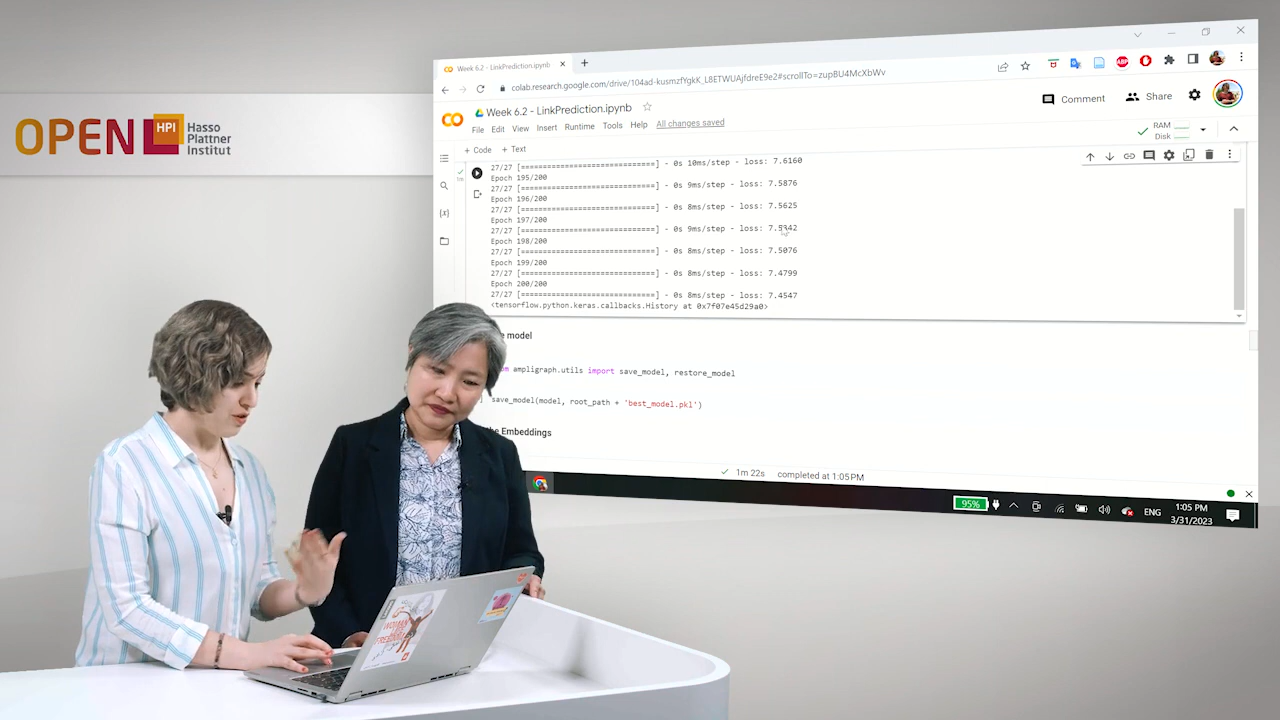 OPEN HPI Hasso
Plattner
Institut
Week 6.2 - LinkPrediction.ipynb
colab.research.google.com/drive/104ad-kusmzfYgkK_L8ETWUAjfdreE9e2#scrollTo=zupBU4McXbWv
ABP
Week 6.2 - LinkPrediction.ipynb
File Edit View Insert Runtime Tools Help All changes saved
Comment Share
RAM
Disk
+ Code + Text
27/27 [==============================] - 0s 10ms/step - loss: 7.6160
Epoch 195/200
27/27 [==============================] - 0s 9ms/step - loss: 7.5876
Epoch 196/200
27/27 [==============================] - 0s 8ms/step - loss: 7.5625
Epoch 197/200
27/27 [==============================] - 0s 9ms/step - loss: 7.5342
Epoch 198/200
27/27 [==============================] - 0s 8ms/step - loss: 7.5076
Epoch 199/200
27/27 [==============================] - 0s 8ms/step - loss: 7.4799
Epoch 200/200
27/27 [==============================] - 0s 8ms/step - loss: 7.4547
<tensorflow.python.keras.callbacks.History at 0x7f07e45d29a0>
model
ampligraph.utils import save_model, restore_model
save_model(model, root_path + 'best_model.pkl')
Embeddings
1m 22s completed at 1:05 PM
95%
ENG
1:05 PM
3/31/2023
WOMAN
LIFE
FREEDOM